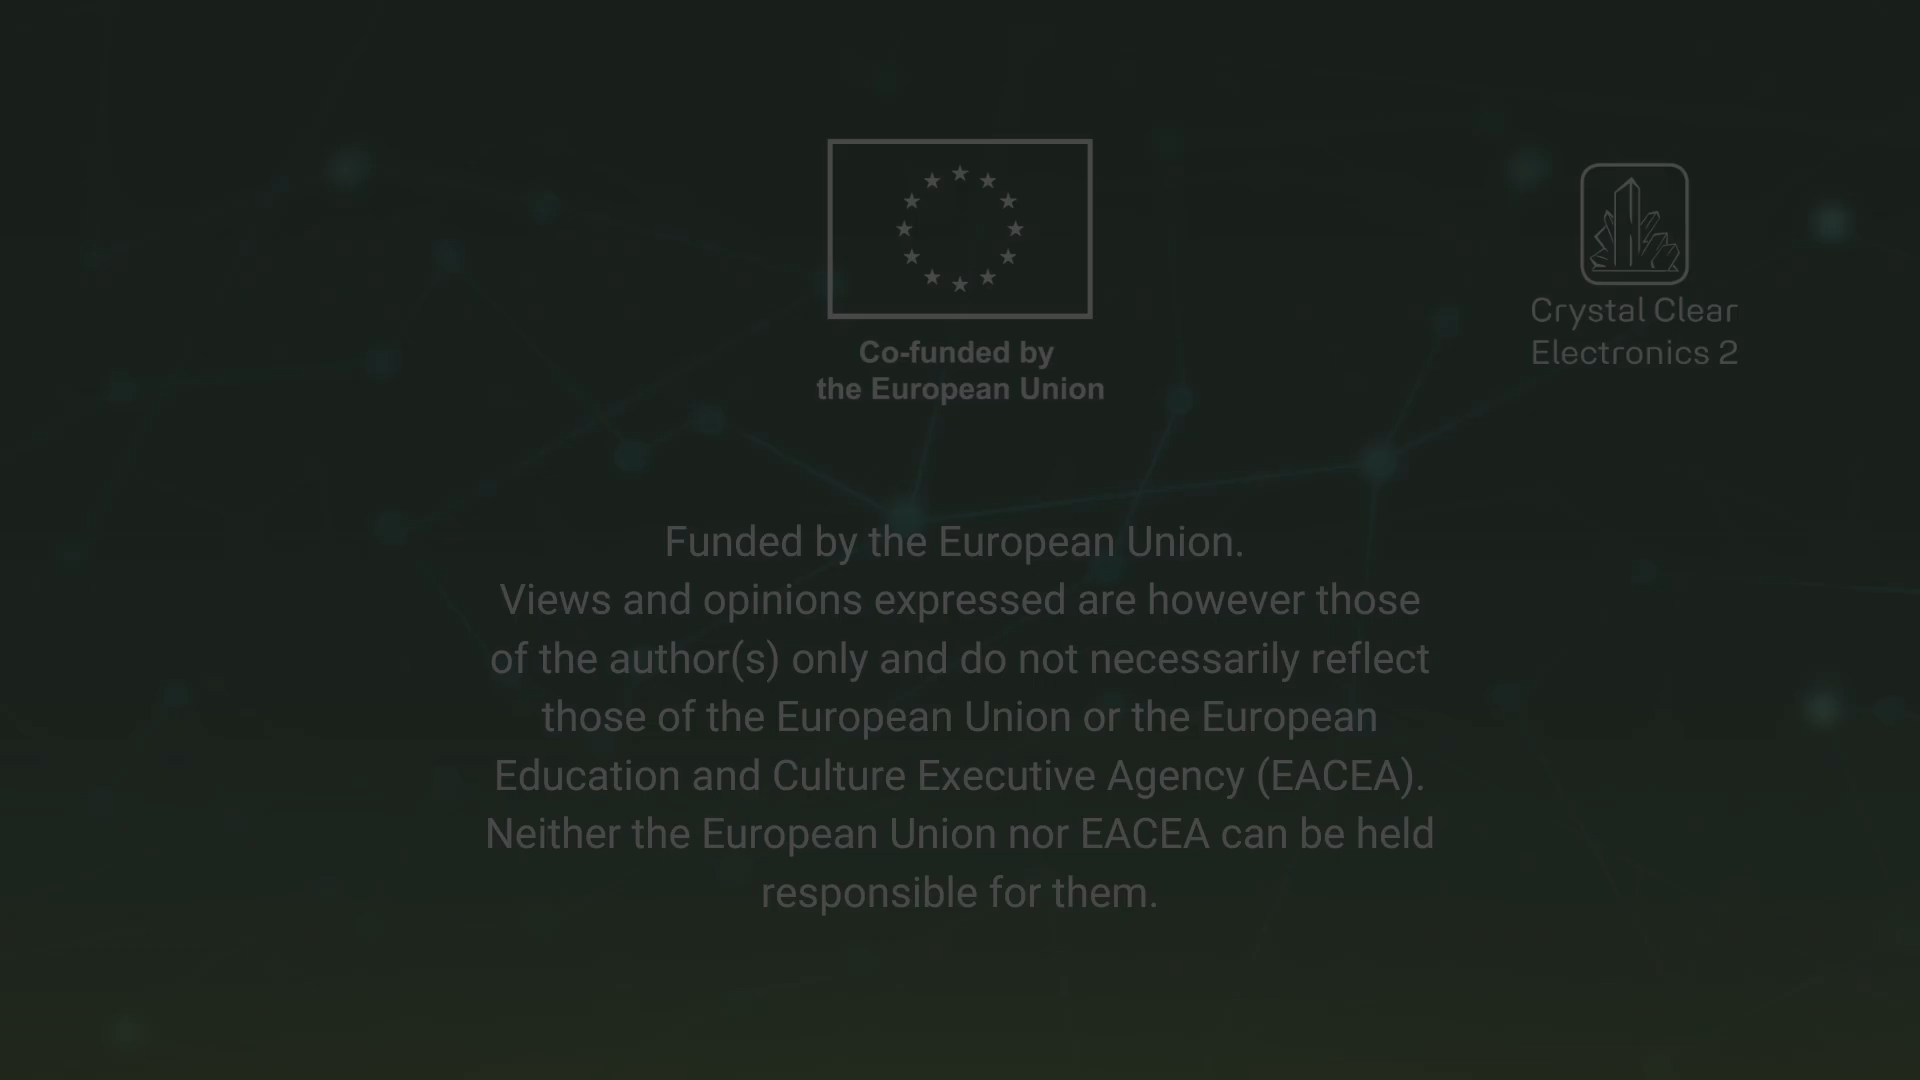 Co-funded by
the European Union
Crystal Clear
Electronics 2
Funded by the European Union.
Views and opinions expressed are however those
of the author(s) only and do not necessarily reflect
those of the European Union or the European
Education and Culture Executive Agency (EACEA).
Neither the European Union nor EACEA can be held
responsible for them.